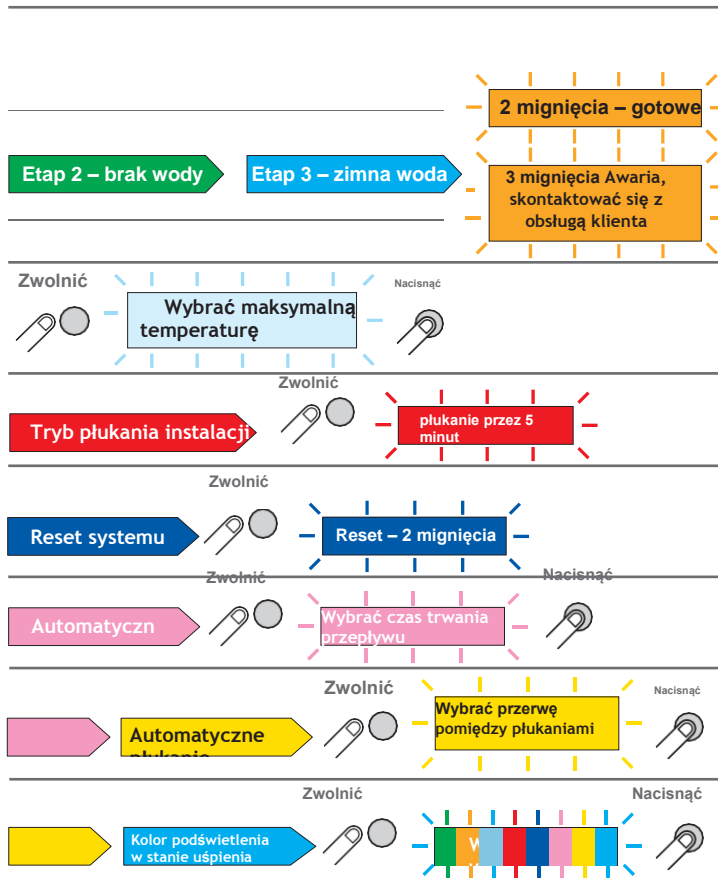 2 mignięcia – gotowe
Etap 2 – brak wody
Etap 3 – zimna woda
3 mignięcia Awaria,
skontaktować się z
obsługą klienta
Zwolnić
Wybrać maksymalną
temperaturę
Nacisnąć
Zwolnić
Tryb płukania instalacji
płukanie przez 5
minut
Zwolnić
Reset systemu
Reset – 2 mignięcia
Zwolnić
Nacisnąć
Automatyczn
Wybrać czas trwania
przepływu
Zwolnić
Nacisnąć
Automatyczne
płukanie
Wybrać przerwę
pomiędzy płukaniami
Zwolnić
Nacisnąć
Kolor podświetlenia
w stanie uśpienia
W